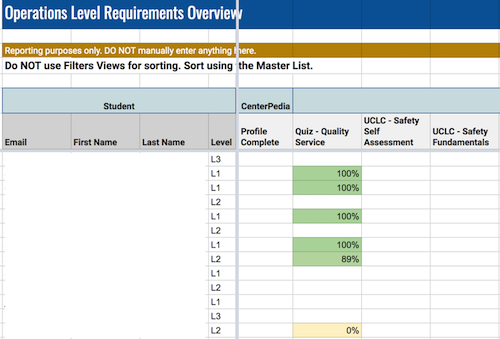 Operations Level Requirements Overview
Reporting purposes only. DO NOT manually enter anything here.
Do NOT use Filters Views for sorting. Sort using the Master List.
Student CenterPedia
Email First Name Last Name Level Profile Complete Quiz - Quality Service UCLC - Safety Self Assessment UCLC - Safety Fundamentals
L3
L1 100%
L1 100%
L2
L1 100%
L2
L1 100%
L2 89%
L1
L2
L1
L3
L2 0%